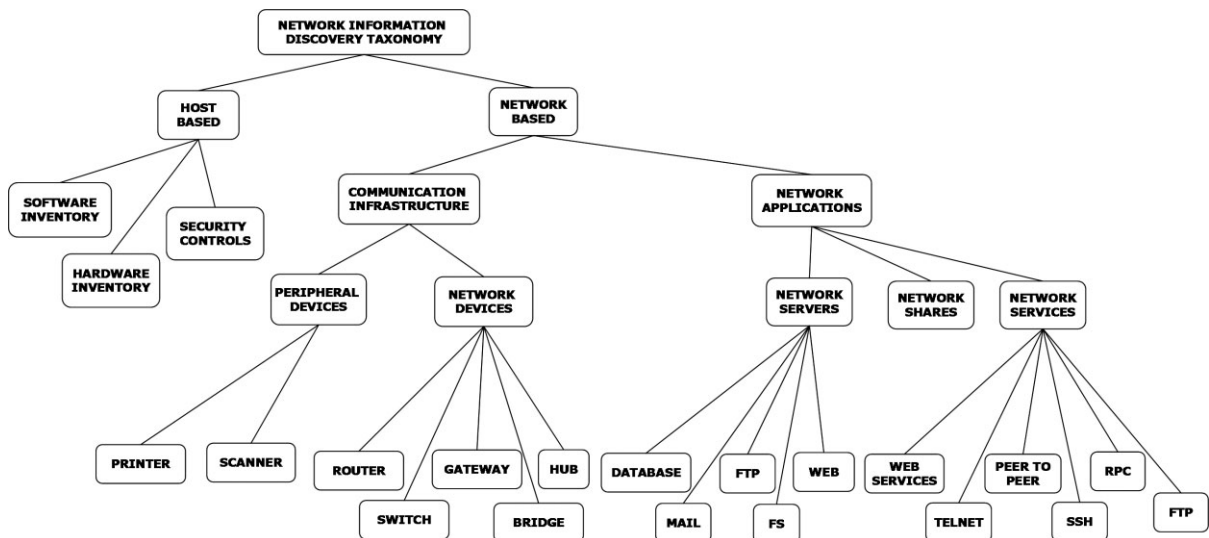 NETWORK INFORMATION
DISCOVERY TAXONOMY
HOST
BASED
NETWORK
BASED
SOFTWARE
INVENTORY
HARDWARE
INVENTORY
SECURITY
CONTROLS
COMMUNICATION
INFRASTRUCTURE
NETWORK
APPLICATIONS
PERIPHERAL
DEVICES
NETWORK
DEVICES
NETWORK
SERVERS
NETWORK
SHARES
NETWORK
SERVICES
PRINTER
SCANNER
ROUTER
SWITCH
GATEWAY
BRIDGE
HUB
DATABASE
MAIL
FTP
FS
WEB
WEB
SERVICES
TELNET
PEER TO
PEER
SSH
RPC
FTP